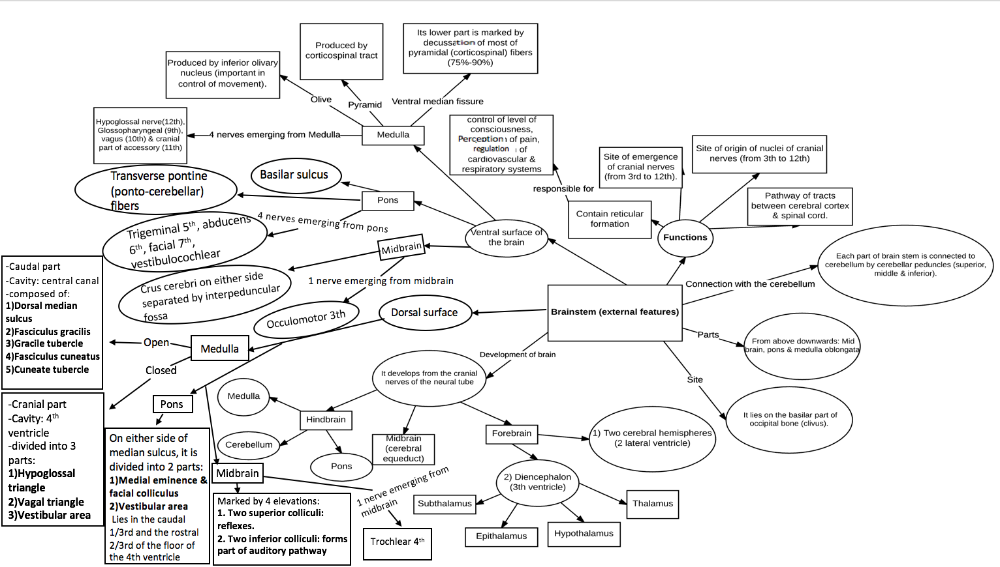 Its lower part is marked by
decussation of most of
pyramidal (corticospinal) fibers
(75%-90%)
Produced by
corticospinal tract
Produced by inferior olivary
nucleus (important in
control of movement).
Olive
Pyramid
Ventral median fissure
Hypoglossal nerve(12th),
Glossopharyngeal (9th),
vagus (10th) & cranial
part of accessory (11th)
4 nerves emerging from Medulla
Medulla
control of level of
consciousness,
Perception of pain,
regulation of
cardiovascular &
respiratory systems
Site of emergence
of cranial nerves
(from 3rd to 12th).
Site of origin of nuclei of cranial
nerves (from 3th to 12th)
responsible for
Contain reticular
formation
Pathway of tracts
between cerebral cortex
& spinal cord.
Functions
Transverse pontine
(ponto-cerebellar)
fibers
Basilar sulcus
Pons
4 nerves emerging from pons
Trigeminal 5th, abducens
6th, facial 7th,
vestibulocochlear
Ventral surface of
the brain
Midbrain
Crus cerebri on either side
separated by interpeduncular
fossa
1 nerve emerging from midbrain
Occulomotor 3th
Each part of brain stem is connected to
cerebellum by cerebellar peduncles (superior,
middle & inferior).
Connection with the cerebellum
Brainstem (external features)
Parts
From above downwards: Mid
brain, pons & medulla oblongata
Site
It lies on the basilar part of
occipital bone (clivus).
Dorsal surface
Medulla
Open
Closed
-Caudal part
-Cavity: central canal
-composed of:
1)Dorsal median
sulcus
2)Fasciculus gracilis
3)Gracile tubercle
4)Fasciculus cuneatus
5)Cuneate tubercle
-Cranial part
-Cavity: 4th
ventricle
-divided into 3
parts:
1)Hypoglossal
triangle
2)Vagal triangle
3)Vestibular area
Pons
On either side of
median sulcus, it is
divided into 2 parts:
1)Medial eminence &
facial colliculus
2)Vestibular area
Lies in the caudal
1/3rd and the rostral
2/3rd of the floor of
the 4th ventricle
Midbrain
Marked by 4 elevations:
1. Two superior colliculi:
reflexes.
2. Two inferior colliculi: forms
part of auditory pathway
1 nerve emerging from
midbrain
Trochlear 4th
Development of brain
It develops from the cranial
nerves of the neural tube
Medulla
Hindbrain
Cerebellum
Pons
Midbrain
(cerebral
equeduct)
Forebrain
1) Two cerebral hemispheres
(2 lateral ventricle)
2) Diencephalon
(3th ventricle)
Subthalamus
Thalamus
Epithalamus
Hypothalamus